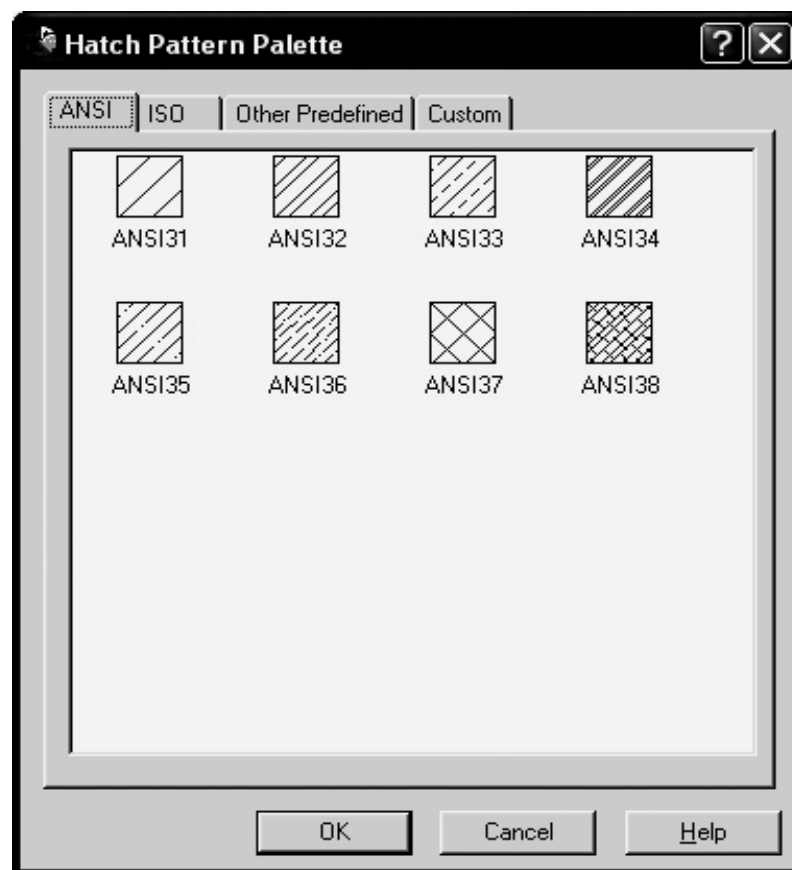 Hatch Pattern Palette
ANSI ISO Other Predefined Custom
ANSI31 ANSI32 ANSI33 ANSI34
ANSI35 ANSI36 ANSI37 ANSI38
OK Cancel Help